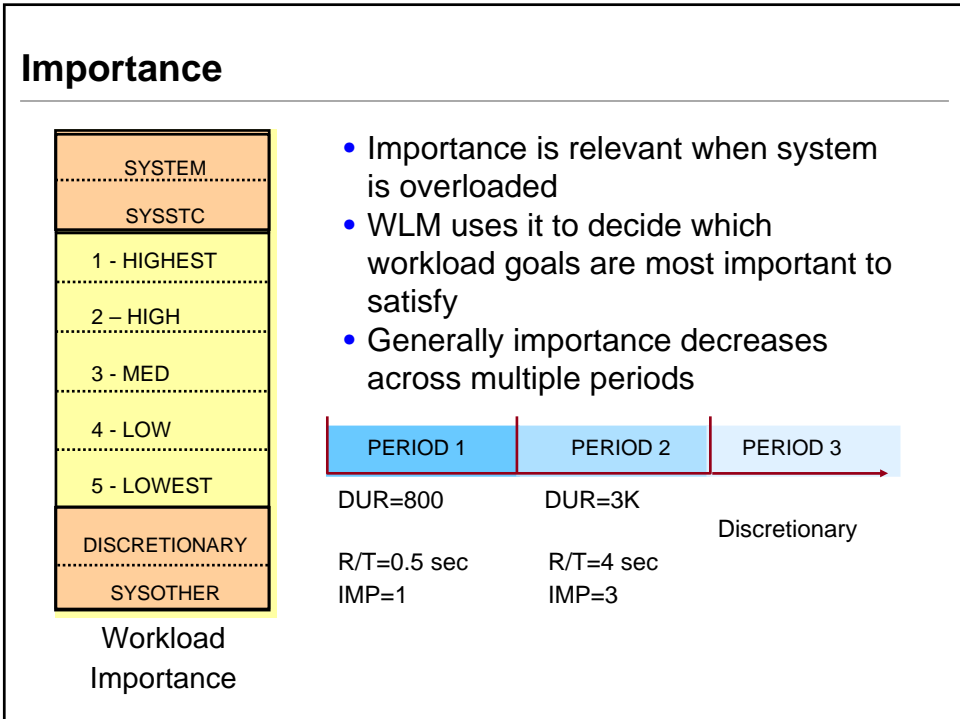 Importance
SYSTEM
SYSSTC
1 - HIGHEST
2 – HIGH
3 - MED
4 - LOW
5 - LOWEST
DISCRETIONARY
SYSOTHER
Workload
Importance
• Importance is relevant when system
is overloaded
• WLM uses it to decide which
workload goals are most important to
satisfy
• Generally importance decreases
across multiple periods
PERIOD 1
PERIOD 2
PERIOD 3
DUR=800
DUR=3K
Discretionary
R/T=0.5 sec
R/T=4 sec
IMP=1
IMP=3